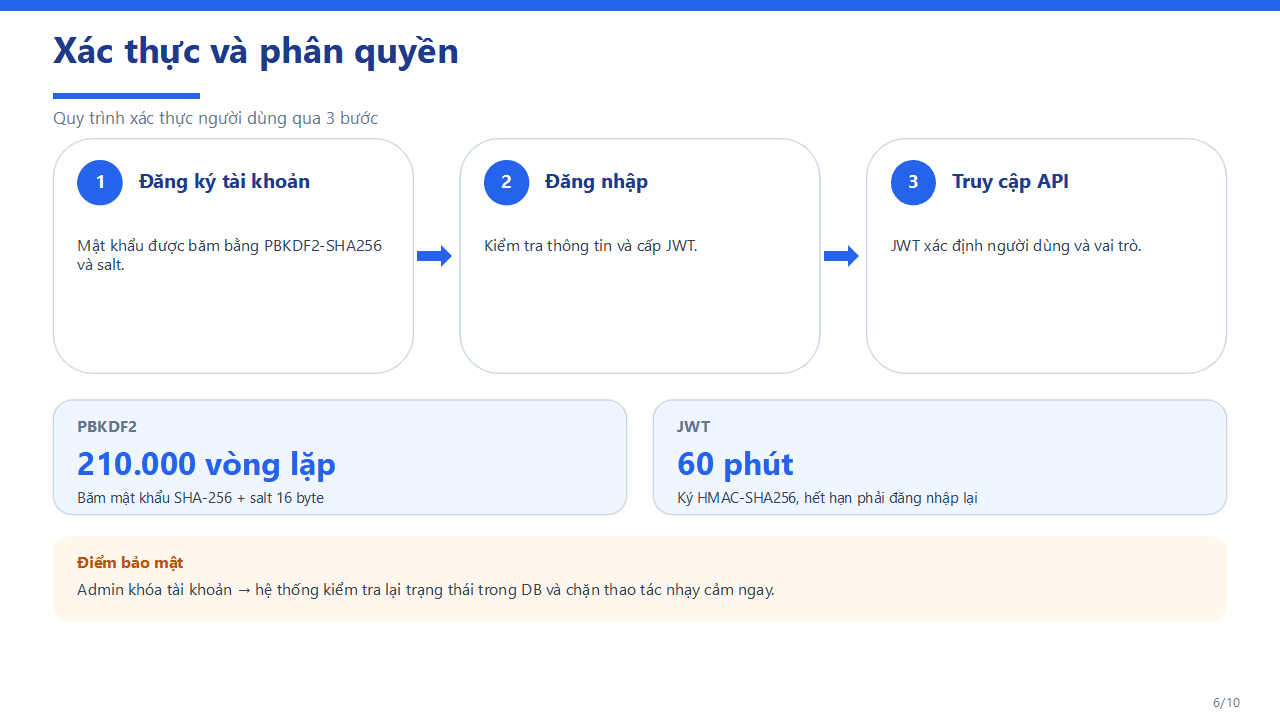 Xác thực và phân quyền
Quy trình xác thực người dùng qua 3 bước
1
Đăng ký tài khoản
Mật khẩu được băm bằng PBKDF2-SHA256
và salt.
2
Đăng nhập
Kiểm tra thông tin và cấp JWT.
3
Truy cập API
JWT xác định người dùng và vai trò.
PBKDF2
210.000 vòng lặp
Băm mật khẩu SHA-256 + salt 16 byte
JWT
60 phút
Ký HMAC-SHA256, hết hạn phải đăng nhập lại
Điểm bảo mật
Admin khóa tài khoản → hệ thống kiểm tra lại trạng thái trong DB và chặn thao tác nhạy cảm ngay.
6/10